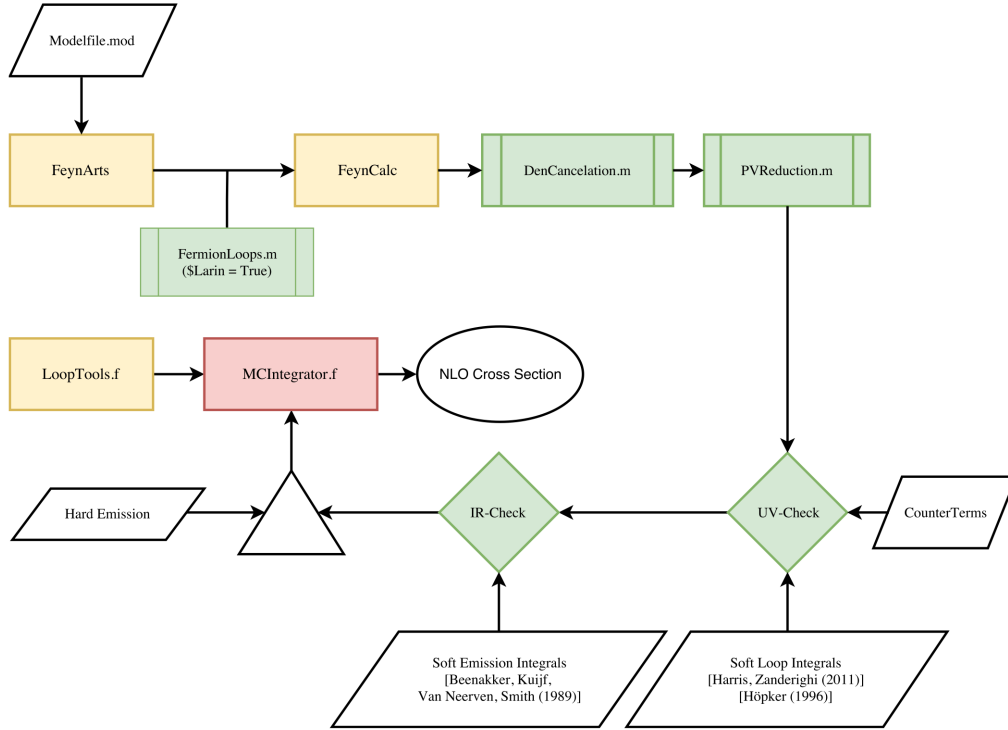 Modelfile.mod
FeynArts
FeynCalc
DenCancelation.m
PVReduction.m
FermionLoops.m
($Larin = True)
LoopTools.f
MCIntegrator.f
NLO Cross Section
Hard Emission
IR-Check
UV-Check
CounterTerms
Soft Emission Integrals
[Beenakker, Kuijf,
Van Neerven, Smith (1989)]
Soft Loop Integrals
[Harris, Zanderighi (2011)]
[Höpker (1996)]